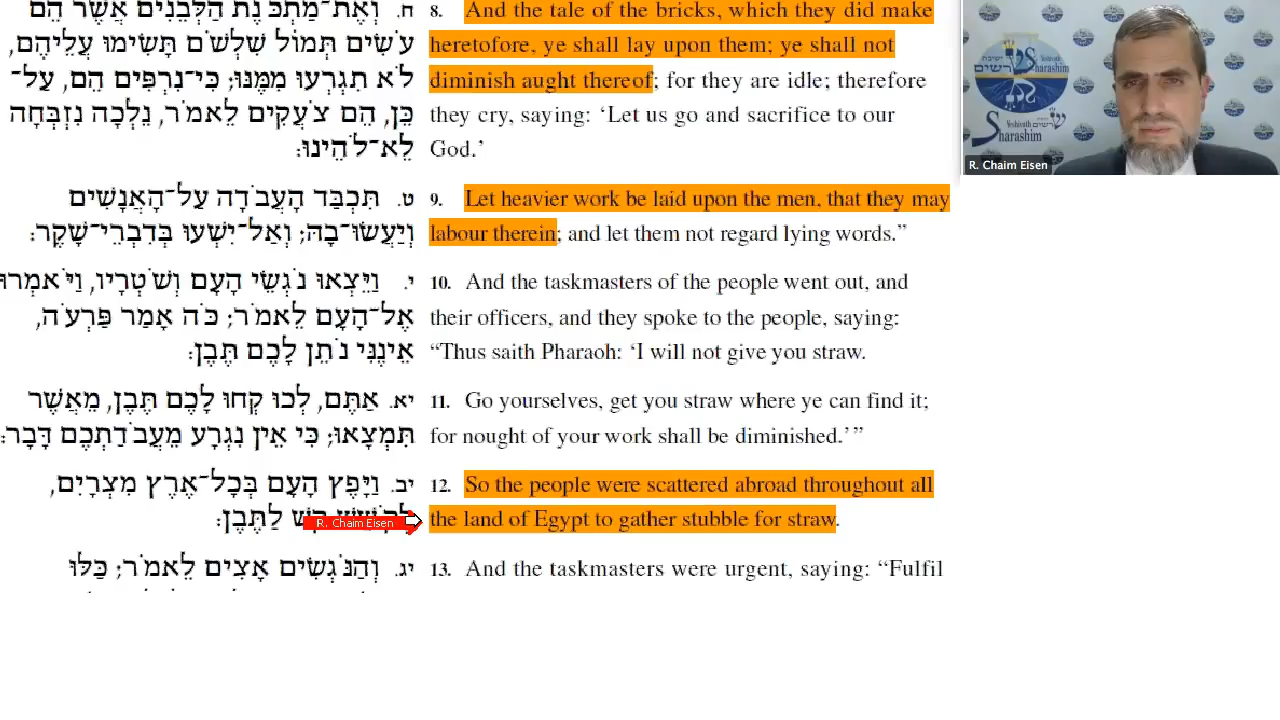 ח. וְאֶת־מַתְכֹּנֶת הַלְּבֵנִים אֲשֶׁר הֵם
עֹשִׂים תְּמוֹל שִׁלְשֹׁם תָּשִׂימוּ עֲלֵיהֶם,
לֹא תִגְרְעוּ מִמֶּנּוּ; כִּי־נִרְפִּים הֵם, עַל־
כֵּן, הֵם צֹעֲקִים לֵאמֹר, נֵלְכָה נִזְבְּחָה
לֵא־לֹהֵינוּ:
8. And the tale of the bricks, which they did make
heretofore, ye shall lay upon them; ye shall not
diminish aught thereof; for they are idle; therefore
they cry, saying: ‘Let us go and sacrifice to our
God.’
ט. תִּכְבַּד הָעֲבֹדָה עַל־הָאֲנָשִׁים
וְיַעֲשׂוּ־בָהּ; וְאַל־יִשְׁעוּ בְּדִבְרֵי־שָׁקֶר:
9. Let heavier work be laid upon the men, that they may
labour therein; and let them not regard lying words.”
י. וַיֵּצְאוּ נֹגְשֵׂי הָעָם וְשֹׁטְרָיו, וַיֹּאמְרוּ
אֶל־הָעָם לֵאמֹר; כֹּה אָמַר פַּרְעֹה,
אֵינֶנִּי נֹתֵן לָכֶם תֶּבֶן:
10. And the taskmasters of the people went out, and
their officers, and they spoke to the people, saying:
“Thus saith Pharaoh: ‘I will not give you straw.
יא. אַתֶּם, לְכוּ קְחוּ לָכֶם תֶּבֶן, מֵאֲשֶׁר
תִּמְצָאוּ; כִּי אֵין נִגְרָע מֵעֲבֹדַתְכֶם דָּבָר:
11. Go yourselves, get you straw where ye can find it;
for nought of your work shall be diminished.’”
יב. וַיָּפֶץ הָעָם בְּכָל־אֶרֶץ מִצְרָיִם,
קַשׁ לַתֶּבֶן:
12. So the people were scattered abroad throughout all
the land of Egypt to gather stubble for straw.
R. Chaim Eisen
יג. וְהַנֹּגְשִׂים אָצִים לֵאמֹר; כַּלּוּ
13. And the taskmasters were urgent, saying: “Fulfil
ישיבת
שרשים
Sharashim
Yeshivath
שרשים
Sharashim
R. Chaim Eisen